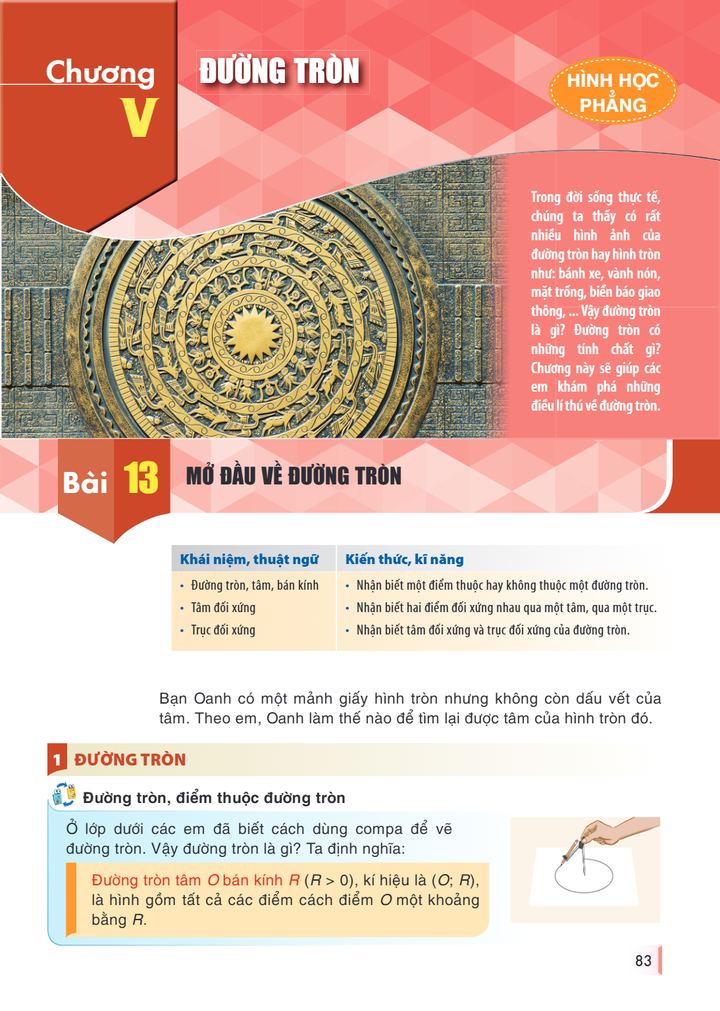 Chương
V
ĐƯỜNG TRÒN
HÌNH HỌC
PHẲNG
Trong đời sống thực tế,
chúng ta thấy có rất
nhiều hình ảnh của
đường tròn hay hình tròn
như: bánh xe, vành nón,
mặt trống, biển báo giao
thông, ... Vậy đường tròn
là gì? Đường tròn có
những tính chất gì?
Chương này sẽ giúp các
em khám phá những
điều lí thú về đường tròn.
Bài 13
MỞ ĐẦU VỀ ĐƯỜNG TRÒN
Khái niệm, thuật ngữ
• Đường tròn, tâm, bán kính
• Tâm đối xứng
• Trục đối xứng
Kiến thức, kĩ năng
• Nhận biết một điểm thuộc hay không thuộc một đường tròn.
• Nhận biết hai điểm đối xứng nhau qua một tâm, qua một trục.
• Nhận biết tâm đối xứng và trục đối xứng của đường tròn.
Bạn Oanh có một mảnh giấy hình tròn nhưng không còn dấu vết của
tâm. Theo em, Oanh làm thế nào để tìm lại được tâm của hình tròn đó.
1 ĐƯỜNG TRÒN
Đường tròn, điểm thuộc đường tròn
Ở lớp dưới các em đã biết cách dùng compa để vẽ
đường tròn. Vậy đường tròn là gì? Ta định nghĩa:
Đường tròn tâm O bán kính R (R > 0), kí hiệu là (O; R),
là hình gồm tất cả các điểm cách điểm O một khoảng
bằng R.
83